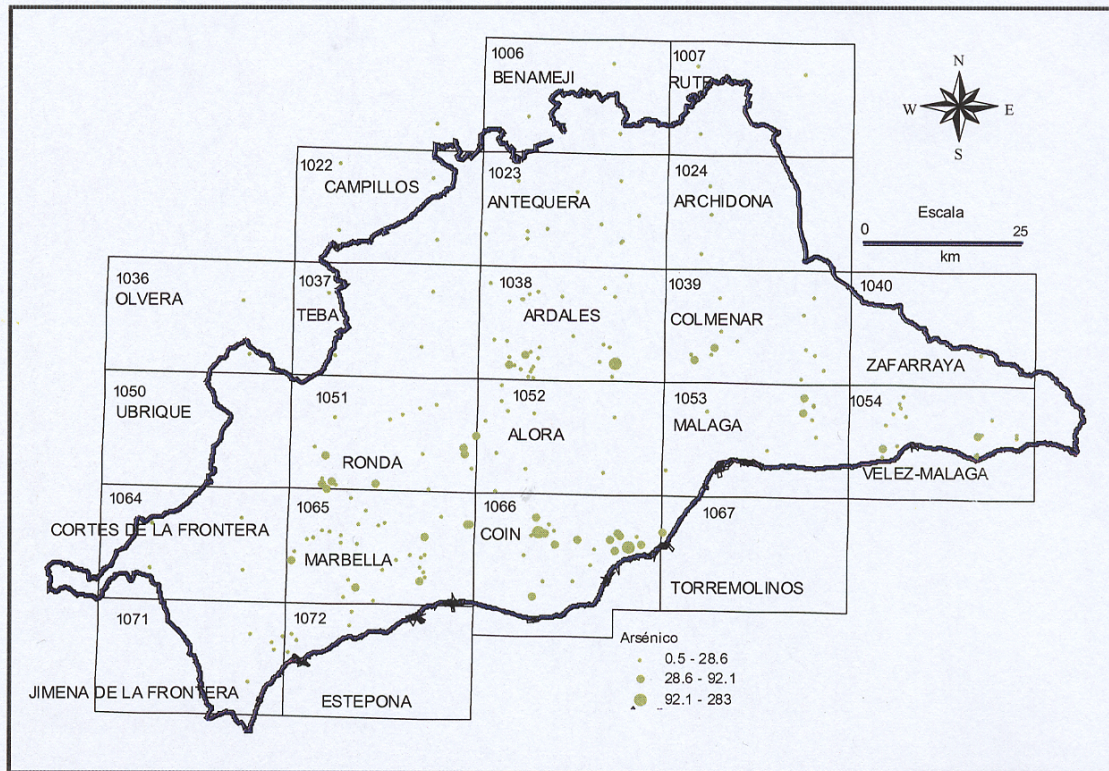 1006
BENAMEJI
1007
RUTE
N
W
E
S
1022
CAMPILLOS
1023
ANTEQUERA
1024
ARCHIDONA
Escala
0
25
km
1036
OLVERA
1037
TEBA
1038
ARDALES
1039
COLMENAR
1040
ZAFARRAYA
1050
UBRIQUE
1051
RONDA
1052
ALORA
1053
MALAGA
1054
VELEZ-MALAGA
1064
CORTES DE LA FRONTERA
1065
MARBELLA
1066
COIN
1067
TORREMOLINOS
1071
JIMENA DE LA FRONTERA
1072
ESTEPONA
Arsénico
0.5 - 28.6
28.6 - 92.1
92.1 - 283